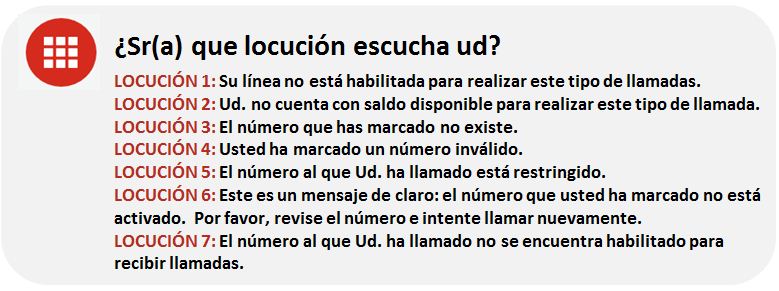 ¿Sr(a) que locución escucha ud?
LOCUCIÓN 1: Su línea no está habilitada para realizar este tipo de llamadas.
LOCUCIÓN 2: Ud. no cuenta con saldo disponible para realizar este tipo de llamada.
LOCUCIÓN 3: El número que has marcado no existe.
LOCUCIÓN 4: Usted ha marcado un número inválido.
LOCUCIÓN 5: El número al que Ud. ha llamado está restringido.
LOCUCIÓN 6: Este es un mensaje de claro: el número que usted ha marcado no está
activado.  Por favor, revise el número e intente llamar nuevamente.
LOCUCIÓN 7: El número al que Ud. ha llamado no se encuentra habilitado para
recibir llamadas.